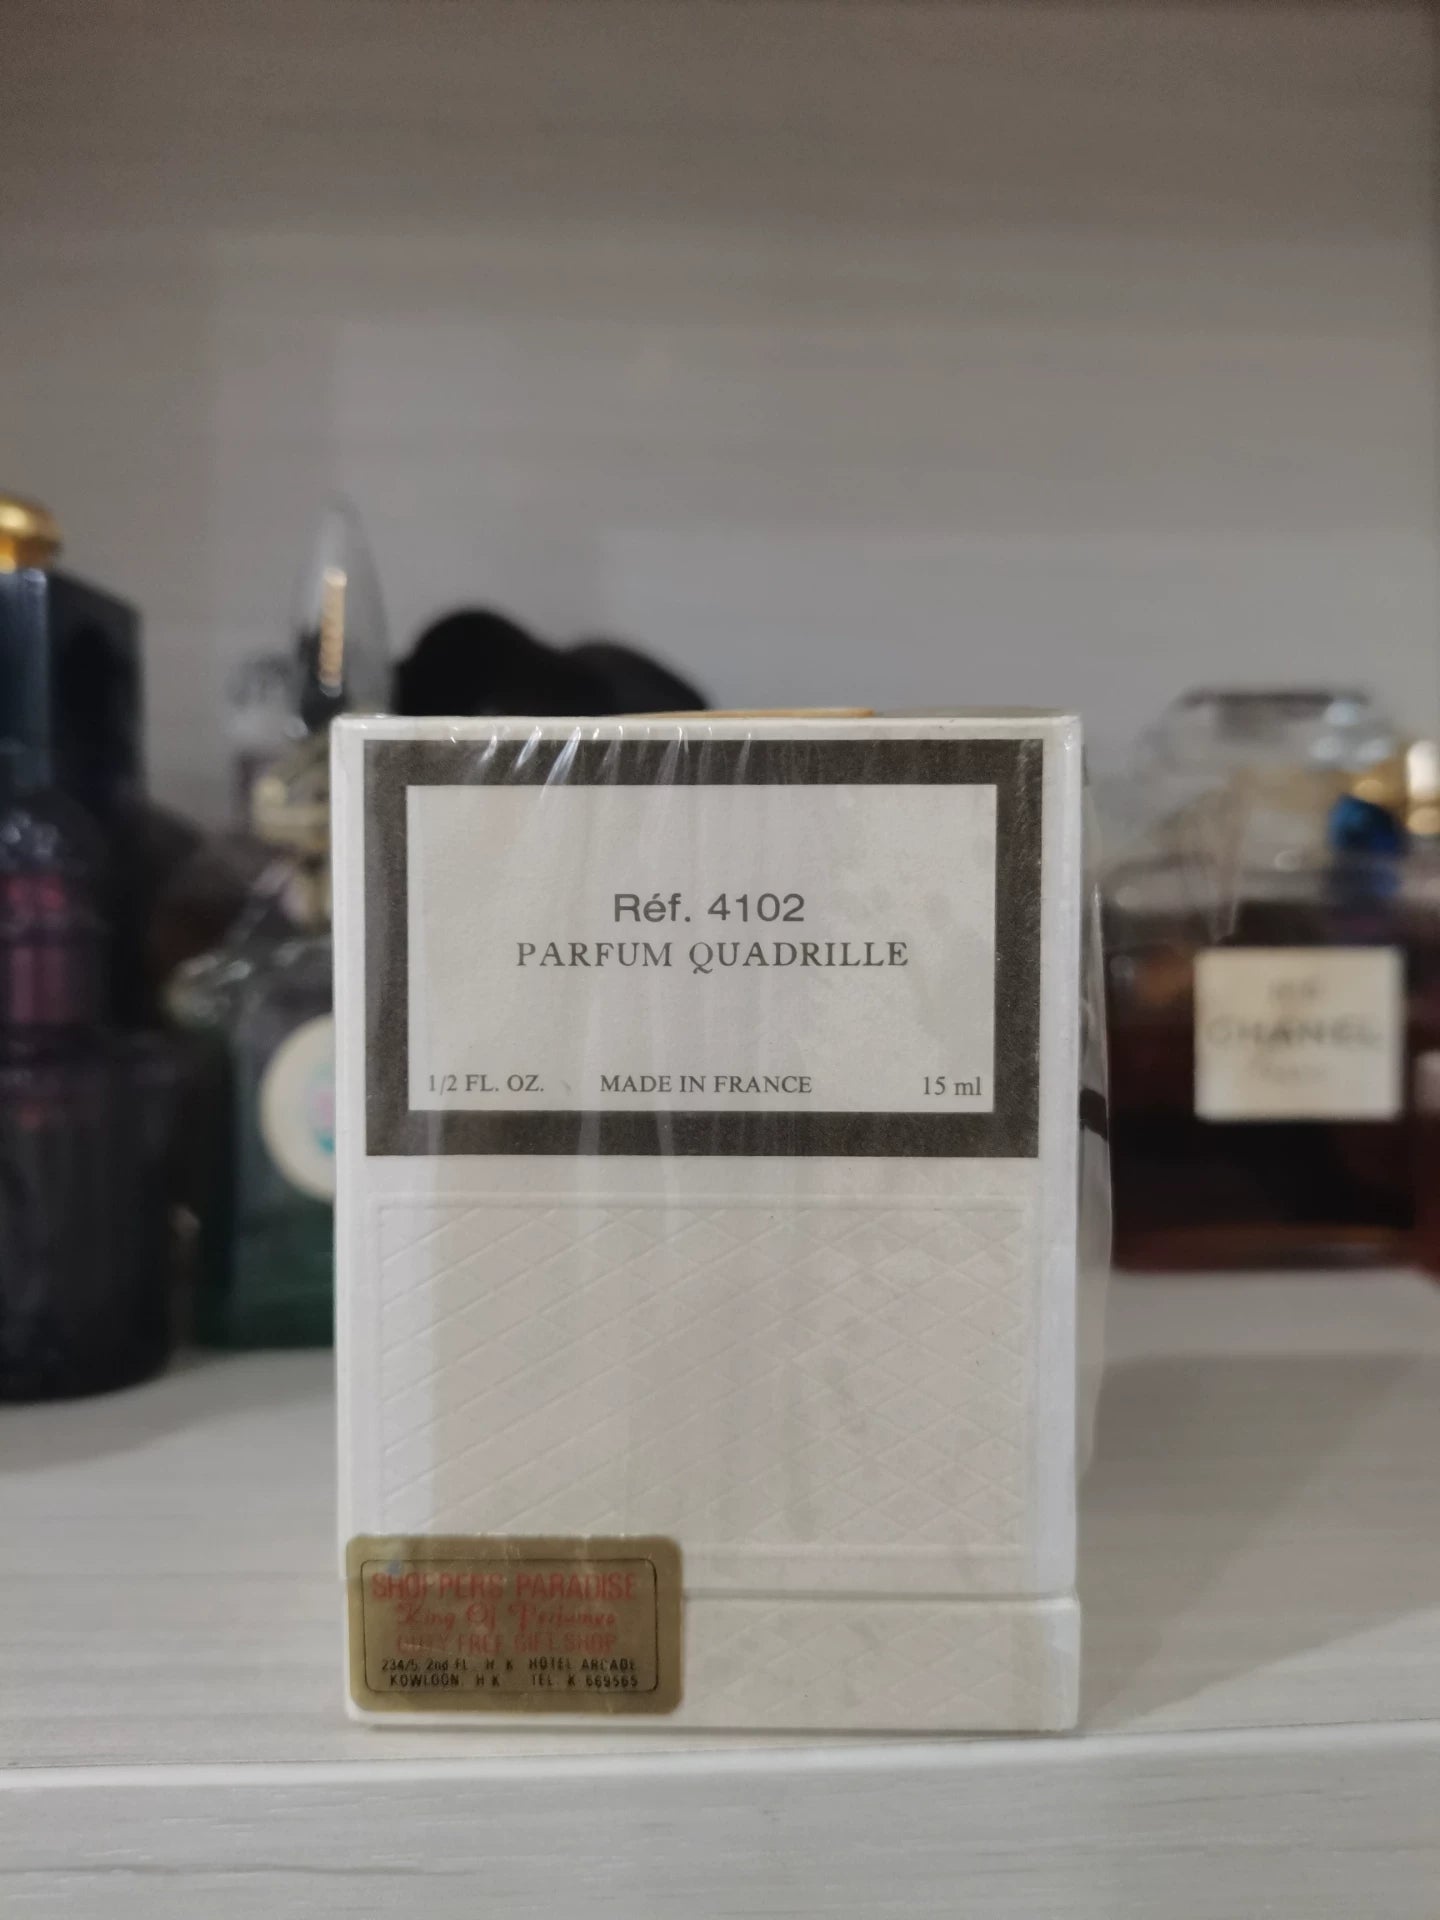 Réf. 4102
PARFUM QUADRILLE
1/2 FL. OZ. MADE IN FRANCE 15 ml
SHOPPERS PARADISE
King Of Perfumes
DUTY FREE GIFT SHOP
234/5 2nd FL. H K HOTEL ARCADE
KOWLOON. H K TEL. K 669565
CHANEL